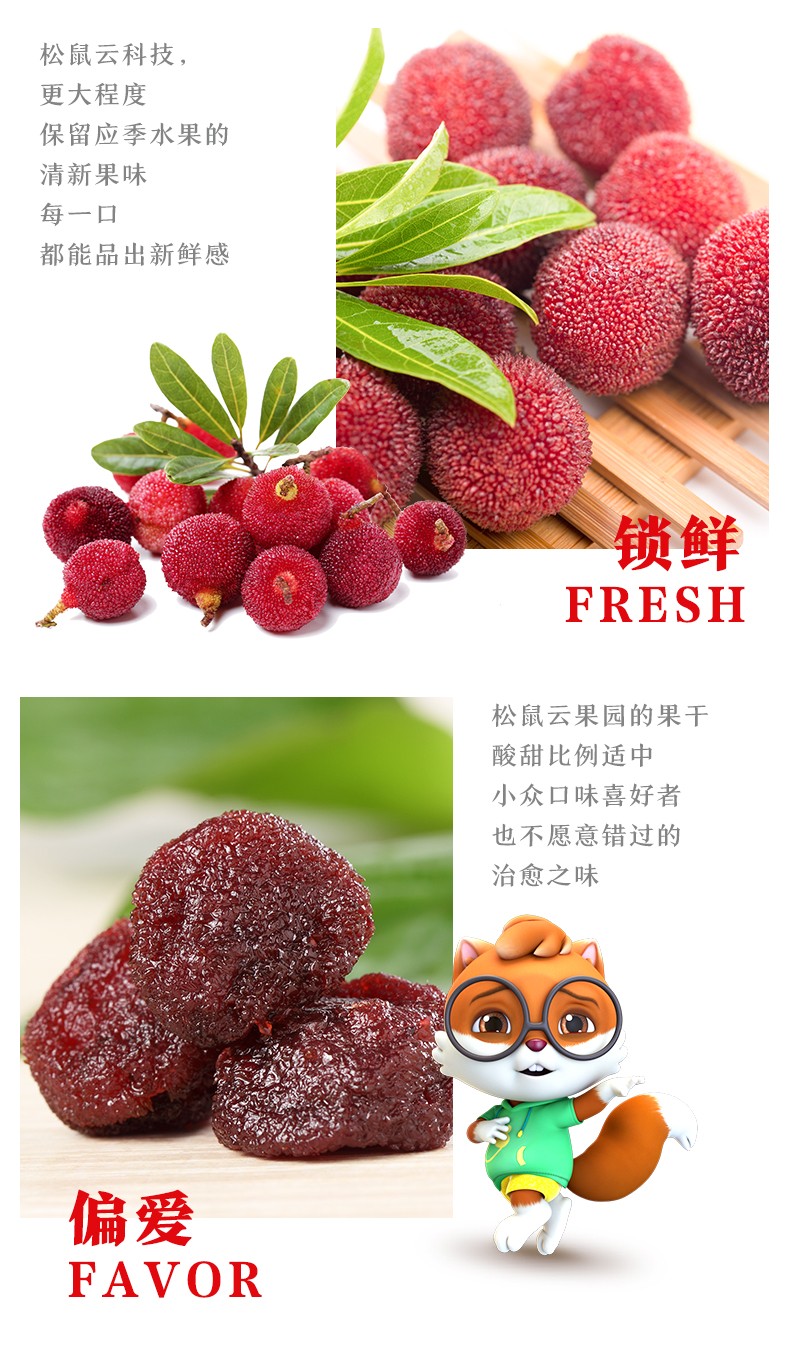 松鼠云科技，
更大程度
保留应季水果的
清新果味
每一口
都能品出新鲜感
锁鲜
FRESH
松鼠云果园的果干
酸甜比例适中
小众口味喜好者
也不愿意错过的
治愈之味
偏爱
FAVOR